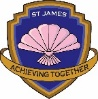 ST JAMES
ACHIEVING TOGETHER